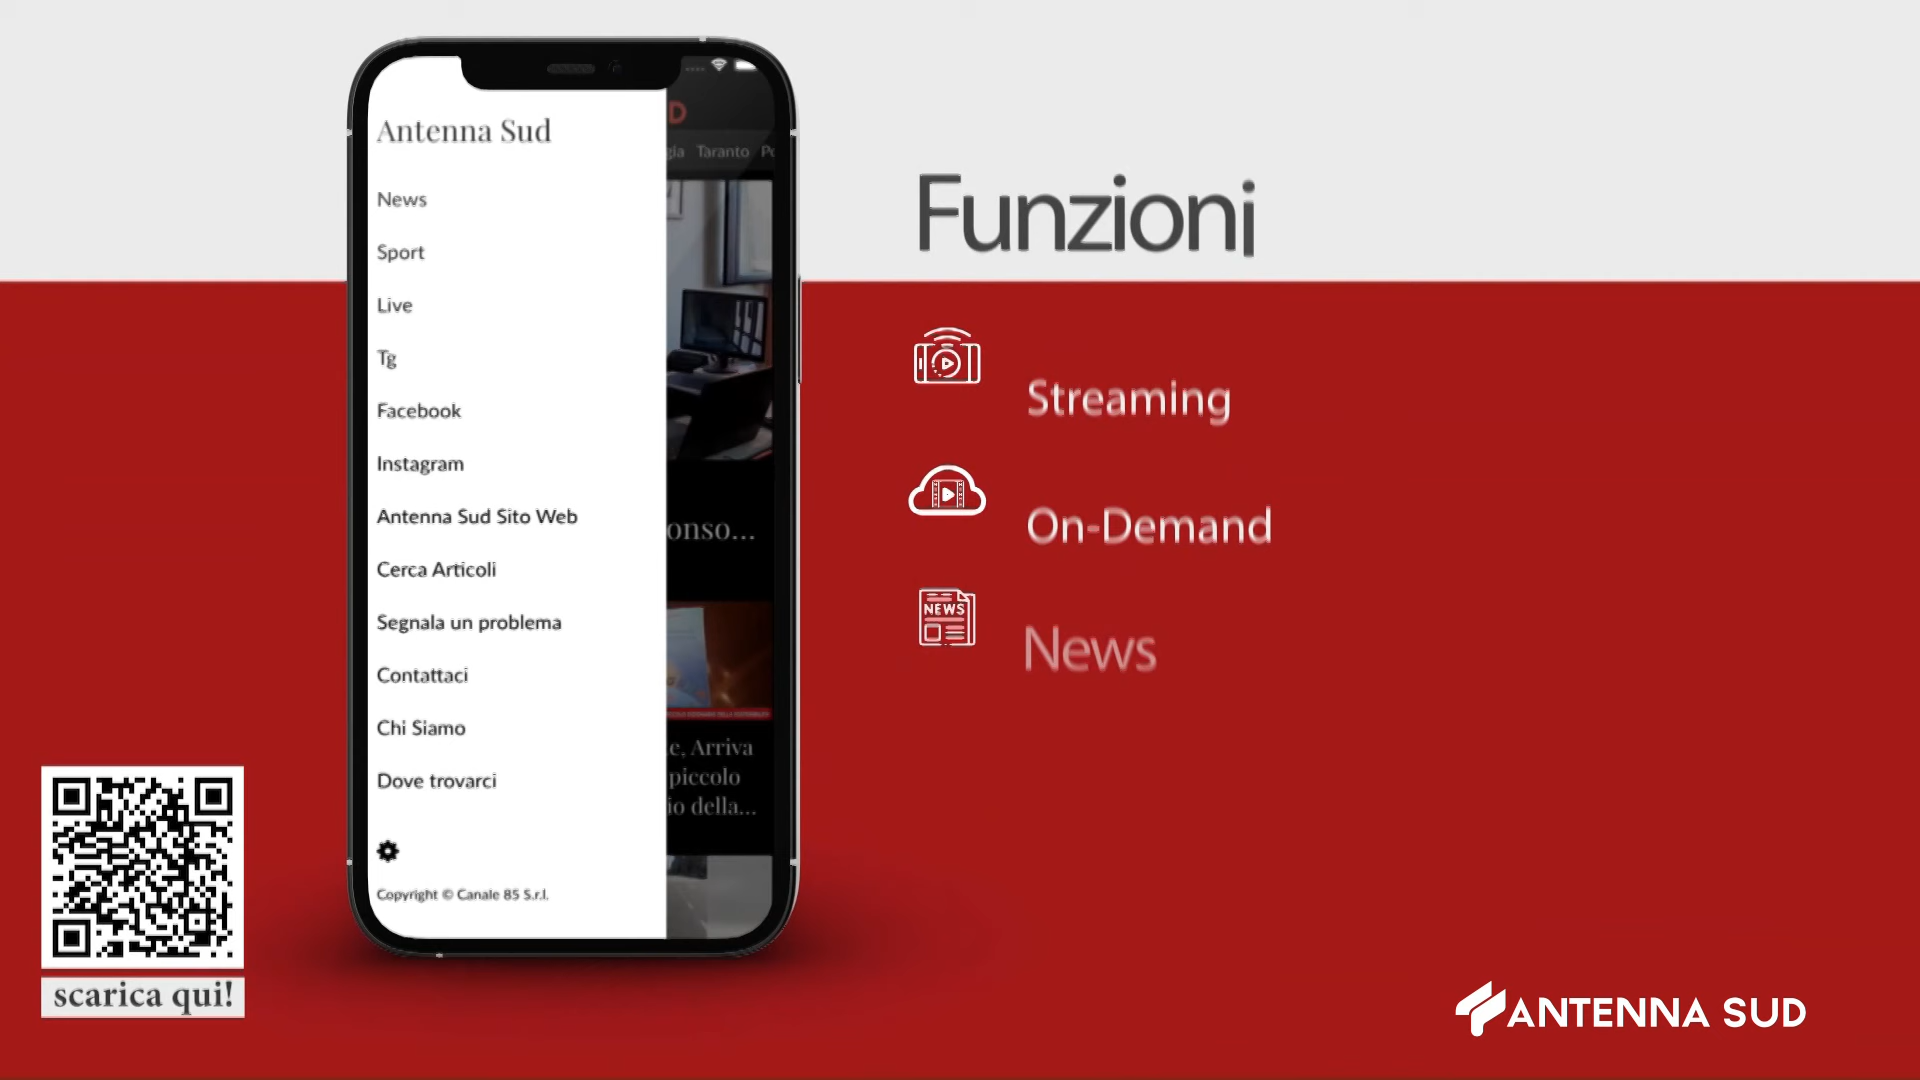 Antenna Sud
News
Sport
Live
Tg
Facebook
Instagram
Antenna Sud Sito Web
Cerca Articoli
Segnala un problema
Contattaci
Chi Siamo
Dove trovarci
Copyright © Canale 85 S.r.l.
D
gia Taranto Po
onso...
e, Arriva
piccolo
io della...
Funzioni
Streaming
On-Demand
NEWS
News
scarica qui!
ANTENNA SUD